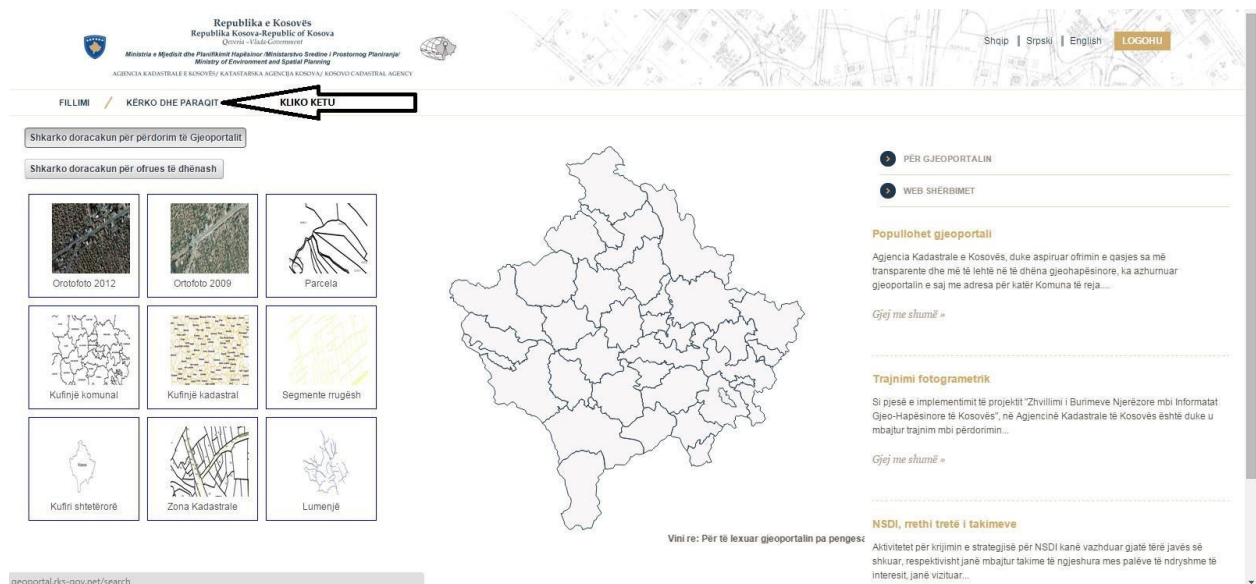 Republika e Kosovës
Republika Kosova-Republic of Kosova
Qeveria -Vlada-Government
Ministria e Mjedisit dhe Planifikimit Hapësinor /Ministarstvo Sredine i Prostornog Planiranja/
Ministry of Environment and Spatial Planning
AGJENCIA KADASTRALE E KOSOVËS/ KATASTARSKA AGENCIJA KOSOVA/ KOSOVO CADASTRAL AGENCY
Shqip | Srpski | English LOGOHU
FILLIMI / KËRKO DHE PARAQIT KLIKO KETU
Shkarko doracakun për përdorim të Gjeoportalit
Shkarko doracakun për ofrues të dhënash
Orotofoto 2012
Ortofoto 2009
Parcela
Kufinjë komunal
Kufinjë kadastral
Segmente rrugësh
Kufiri shtetërorë
Zona Kadastrale
Lumenjë
Vini re: Për të lexuar gjeoportalin pa pengesa
PËR GJEOPORTALIN
WEB SHËRBIMET
Popullohet gjeoportali
Agjencia Kadastrale e Kosovës, duke aspiruar ofrimin e qasjes sa më
transparente dhe më të lehtë në të dhëna gjeohapësinore, ka azhurnuar
gjeoportalin e saj me adresa për katër Komuna të reja....
Gjej me shumë »
Trajnimi fotogrametrik
Si pjesë e implementimit të projektit "Zhvillimi i Burimeve Njerëzore mbi Informatat
Gjeo-Hapësinore të Kosovës", në Agjencinë Kadastrale të Kosovës është duke u
mbajtur trajnim mbi përdorimin...
Gjej me shumë »
NSDI, rrethi tretë i takimeve
Aktivitetet për krijimin e strategjisë për NSDI kanë vazhduar gjatë tërë javës së
shkuar, respektivisht janë mbajtur takime të ngjeshura mes palëve të ndryshme të
interesit, janë vizituar...
geoportal.rks-gov.net/search